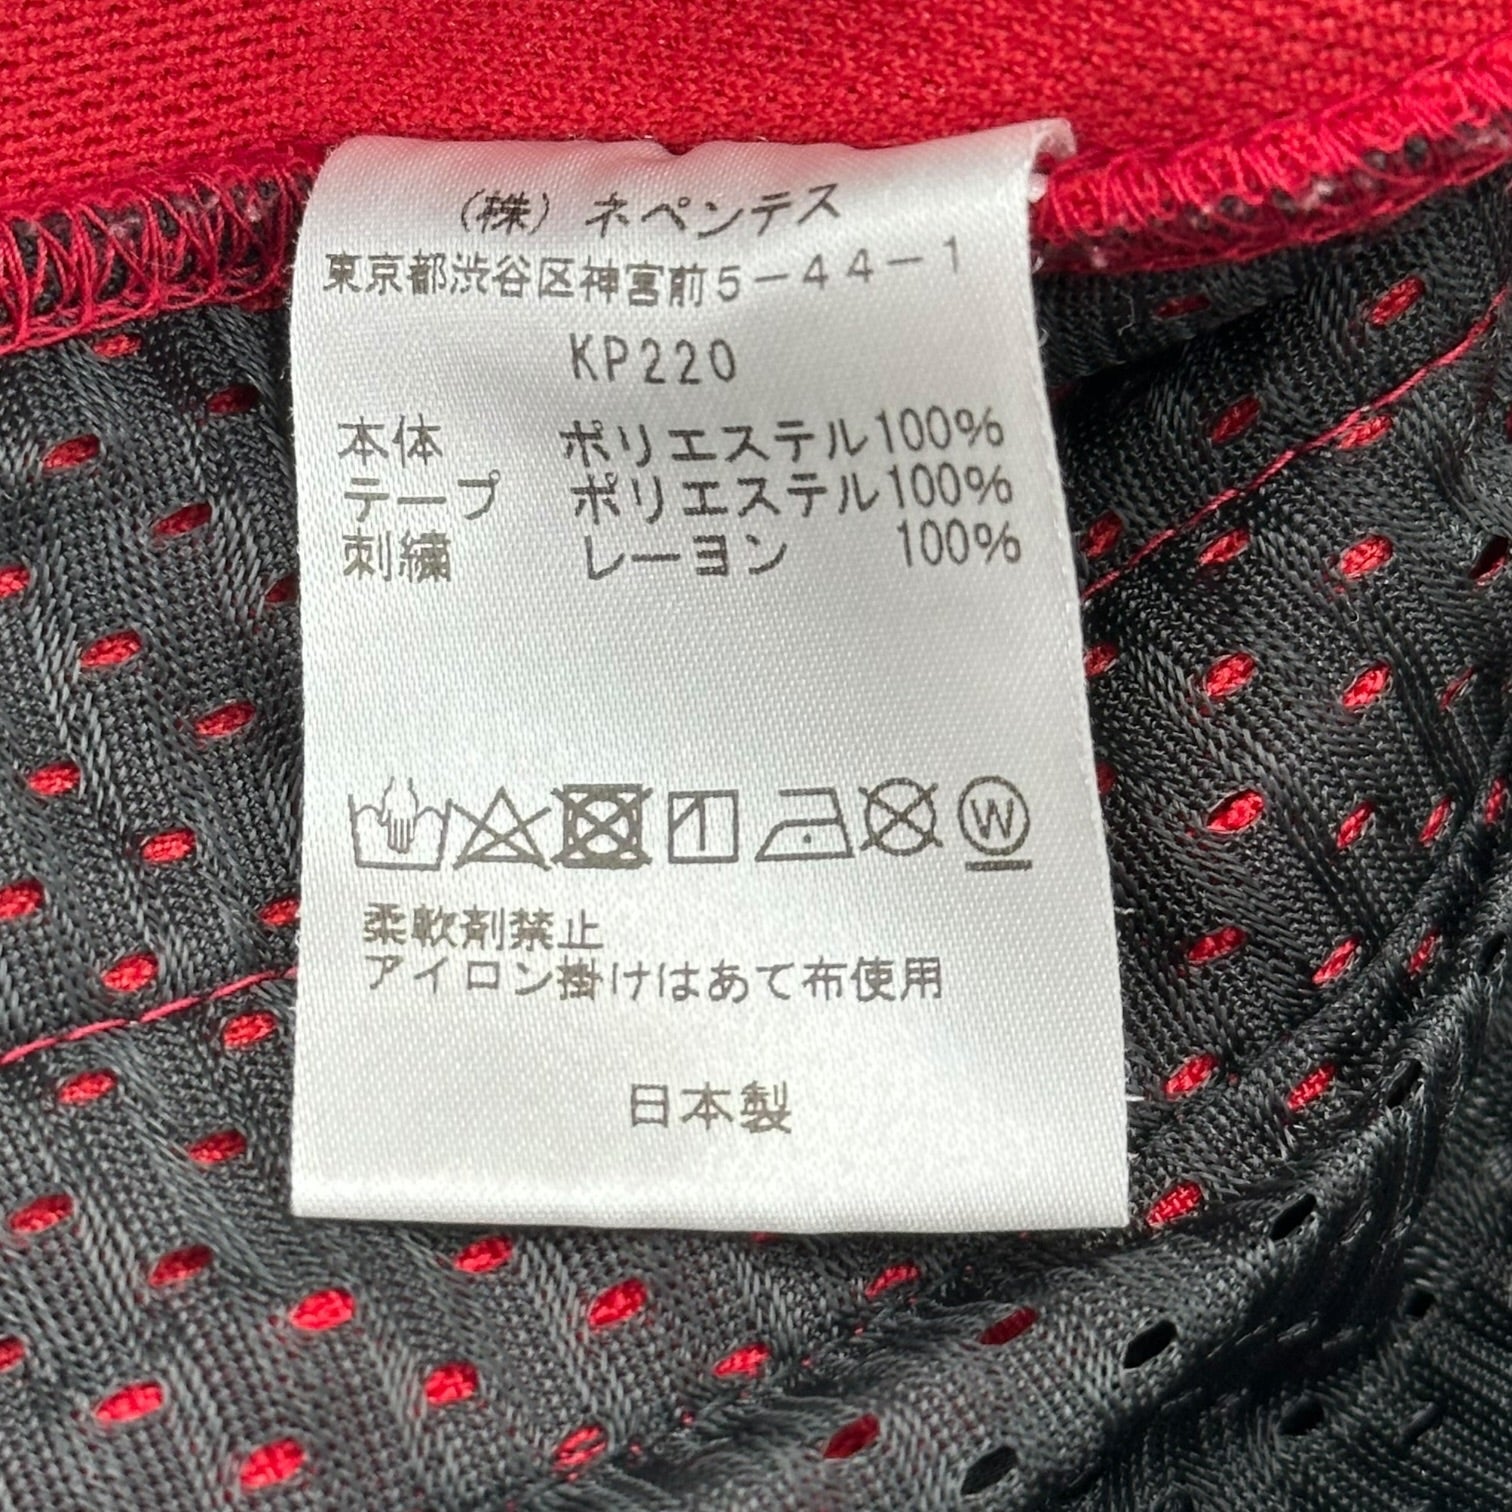 (株) ネペンテス
東京都渋谷区神宮前5-44-1
KP220
本体 ポリエステル100%
テープ ポリエステル100%
刺繍 レーヨン 100%
1 W
柔軟剤禁止
アイロン掛けはあて布使用
日本製